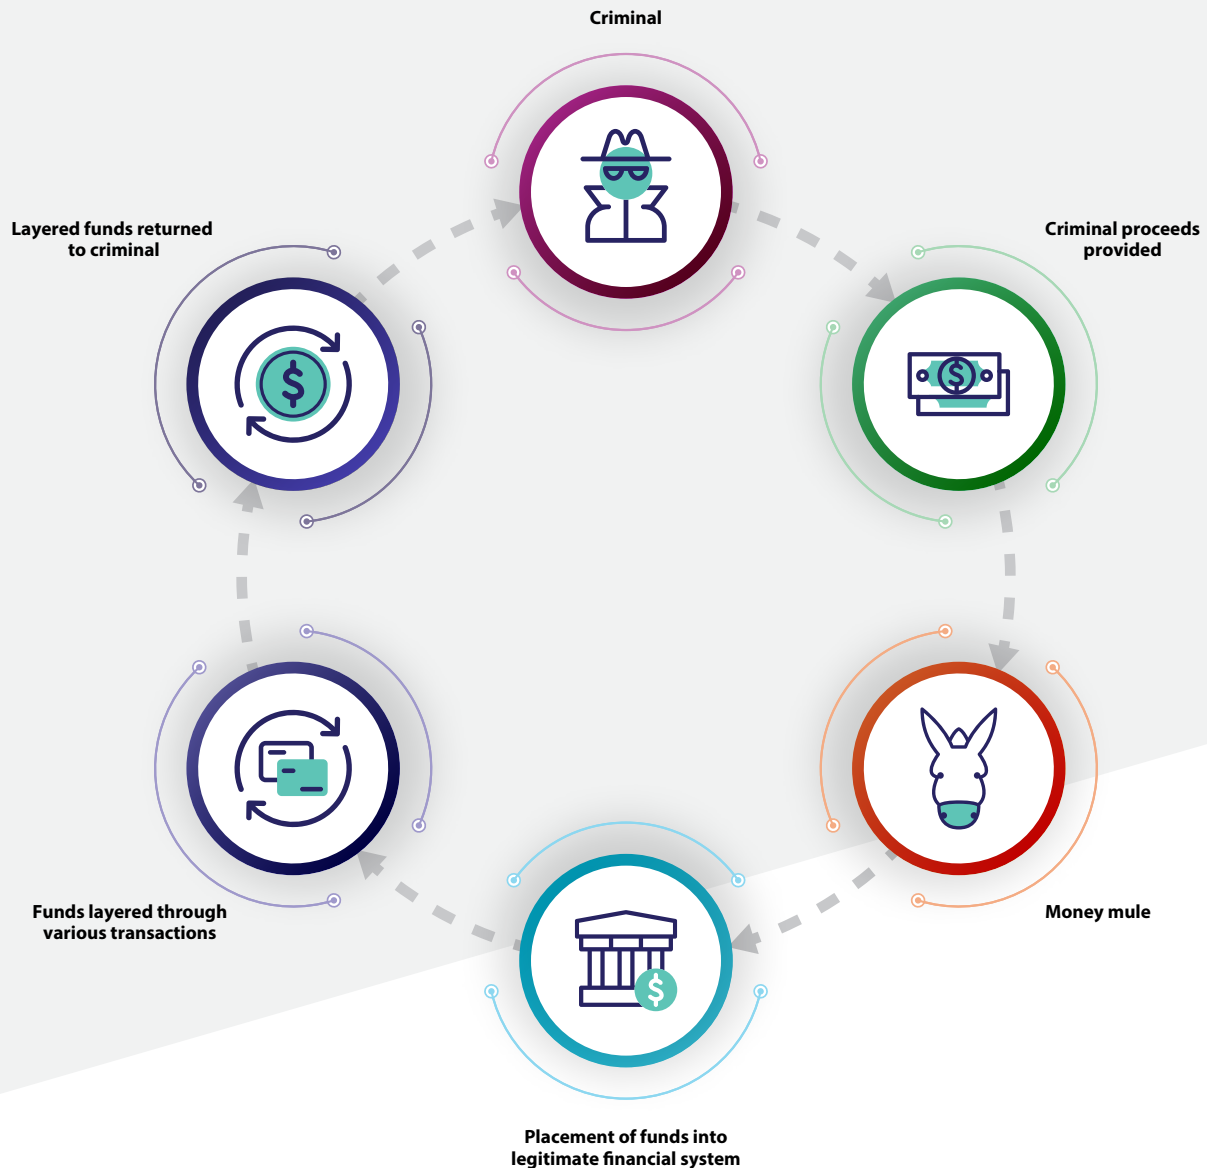 Criminal
Layered funds returned
to criminal
Criminal proceeds
provided
$
$
Funds layered through
various transactions
Money mule
$
Placement of funds into
legitimate financial system